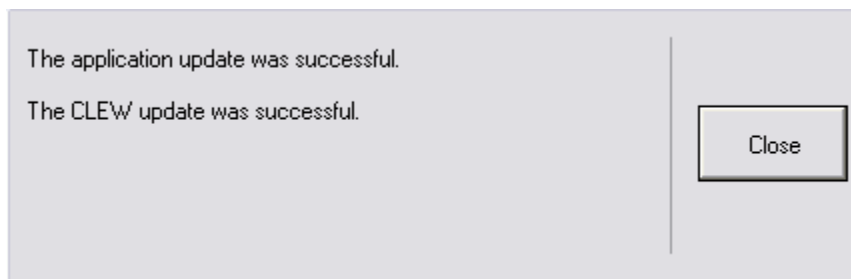 The application update was successful.
The CLEW update was successful.
Close